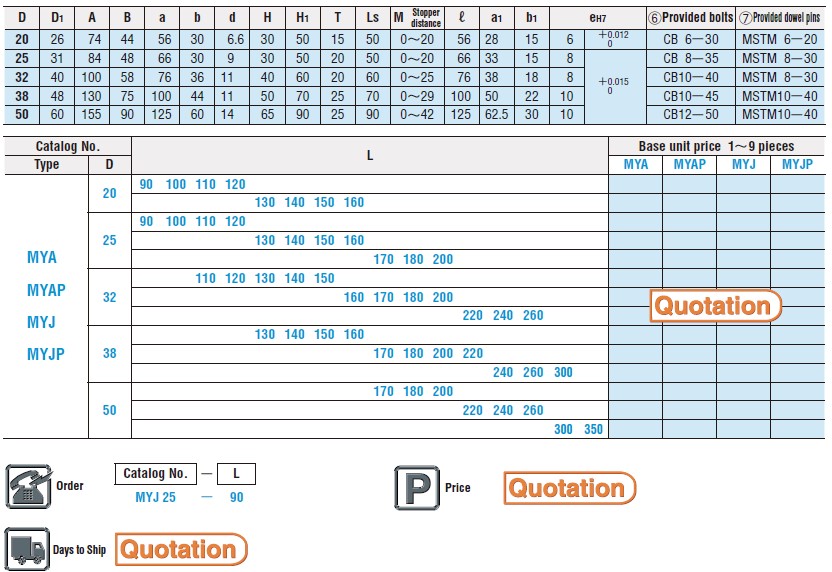 D D1 A B a b d H H1 T Ls M Stopper distance ℓ a1 b1 eH7 ⑥Provided bolts ⑦Provided dowel pins
20 26 74 44 56 30 6.6 30 50 15 50 0～20 56 28 15 6 +0.012 0 CB 6－30 MSTM 6－20
25 31 84 48 66 30 9 30 50 20 50 0～20 66 33 15 8 +0.015 0 CB 8－35 MSTM 8－30
32 40 100 58 76 36 11 40 60 20 60 0～25 76 38 18 8 CB10－40 MSTM 8－30
38 48 130 75 100 44 11 50 70 25 70 0～29 100 50 22 10 CB10－45 MSTM10－40
50 60 155 90 125 60 14 65 90 25 90 0～42 125 62.5 30 10 CB12－50 MSTM10－40
Catalog No. L Base unit price 1～9 pieces
Type D MYA MYAP MYJ MYJP
MYA
MYAP
MYJ
MYJP
20
90 100 110 120
130 140 150 160
25
90 100 110 120
130 140 150 160
170 180 200
32
110 120 130 140 150
160 170 180 200
220 240 260
38
130 140 150 160
170 180 200 220
240 260 300
50
170 180 200
220 240 260
300 350
Quotation
Order
Catalog No. － L
MYJ 25 － 90
P Price Quotation
Days to Ship Quotation